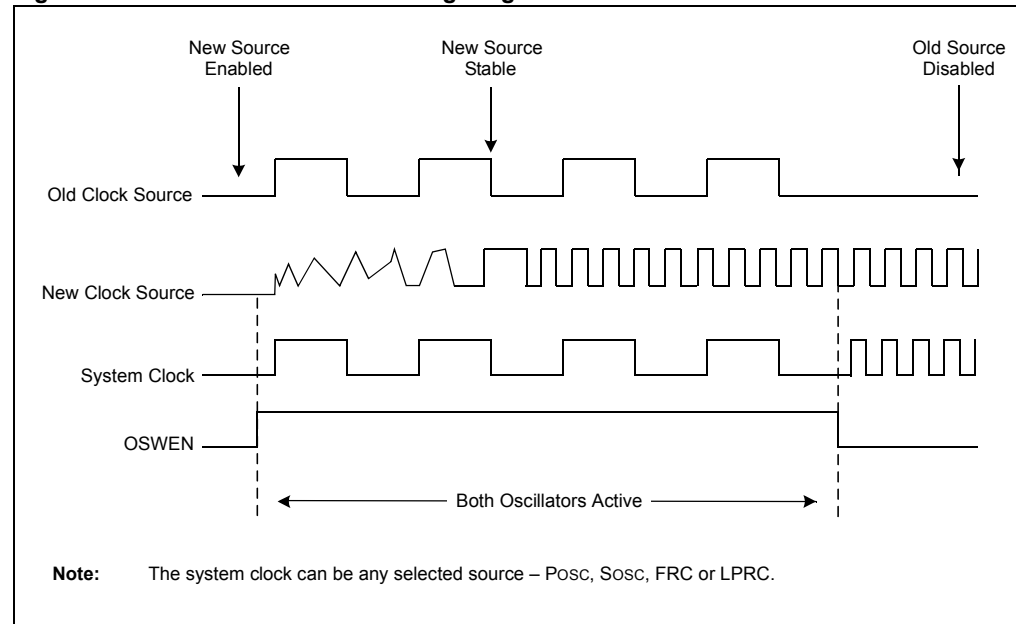 New Source
Enabled
New Source
Stable
Old Source
Disabled
Old Clock Source
New Clock Source
System Clock
OSWEN
Both Oscillators Active
Note: The system clock can be any selected source – POSC, SOSC, FRC or LPRC.